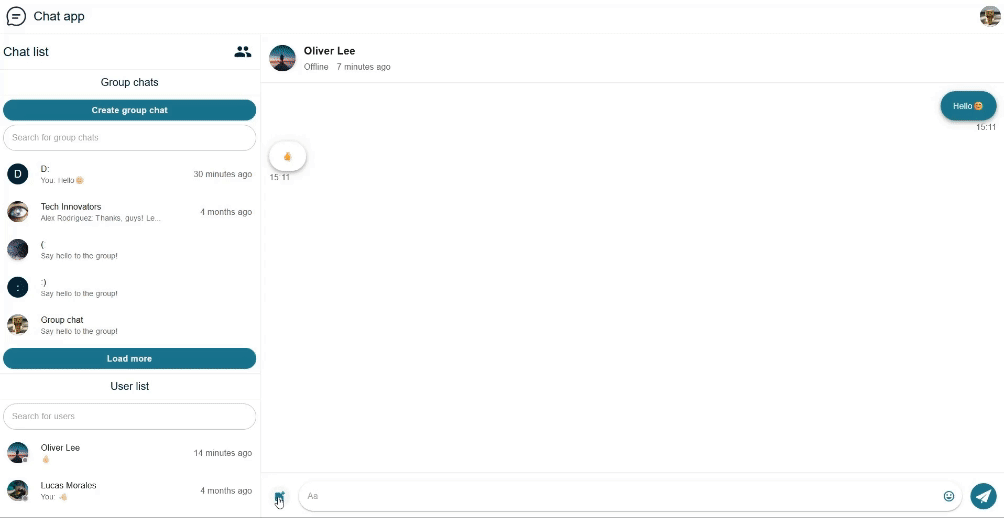 Chat app
Chat list
Group chats
Create group chat
Search for group chats
D
D:
You: Hello😊
30 minutes ago
Tech Innovators
Alex Rodriguez: Thanks, guys! Le...
4 months ago
(
Say hello to the group!
:
:)
Say hello to the group!
Group chat
Say hello to the group!
Load more
User list
Search for users
Oliver Lee
14 minutes ago
Lucas Morales
You:
4 months ago
Oliver Lee
Offline 7 minutes ago
Hello😊
15:11
15:11
Aa